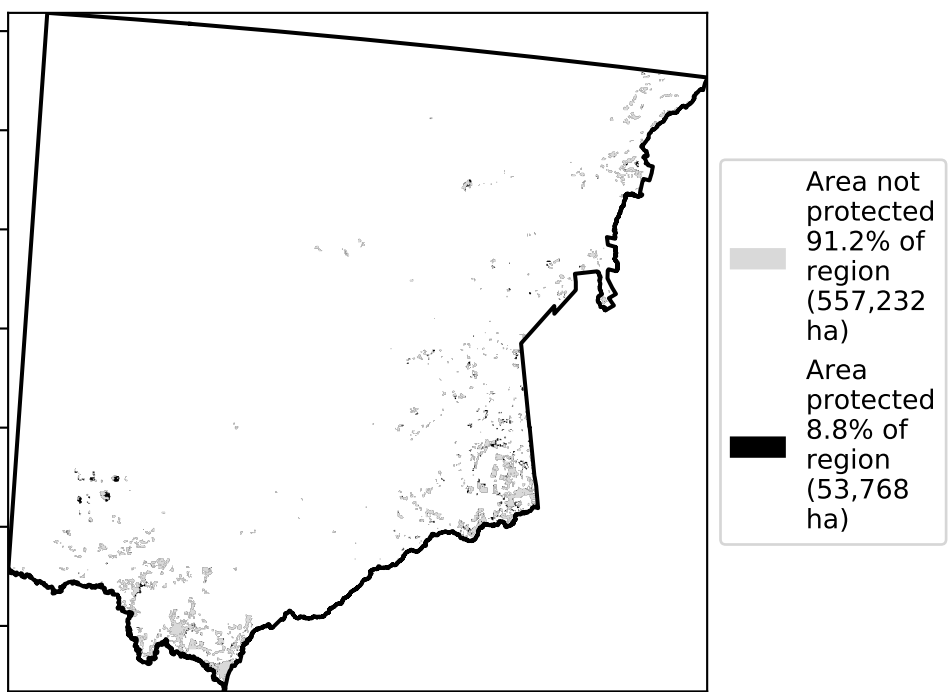 Area not
protected
91.2% of
region
(557,232
ha)
Area
protected
8.8% of
region
(53,768
ha)